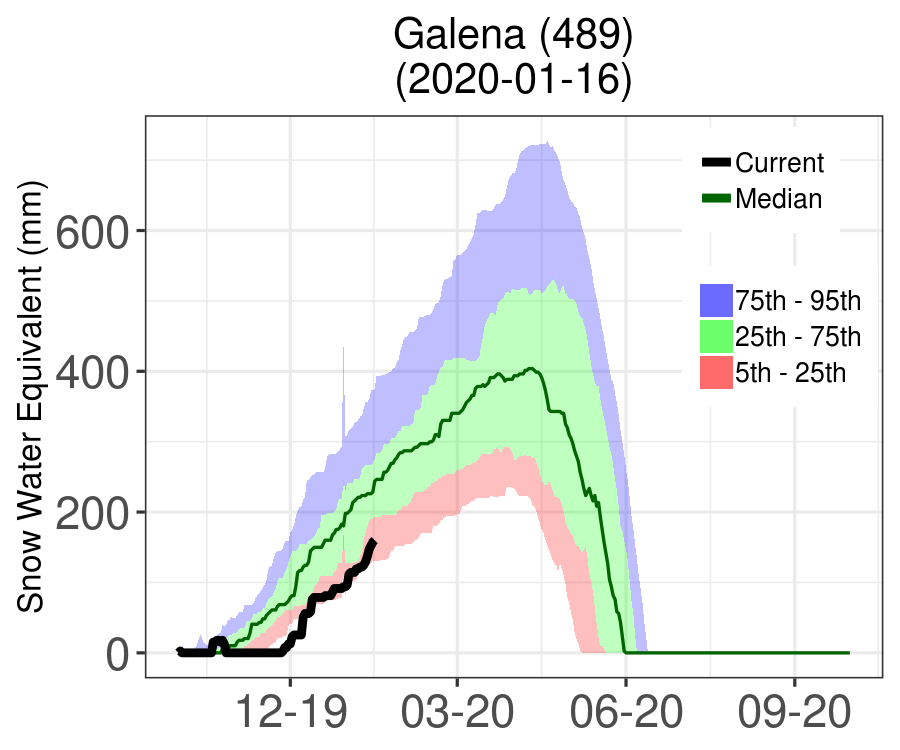 Galena (489)
(2020-01-16)
Snow Water Equivalent (mm)
600
400
200
0
12-19
03-20
06-20
09-20
Current
Median
75th - 95th
25th - 75th
5th - 25th